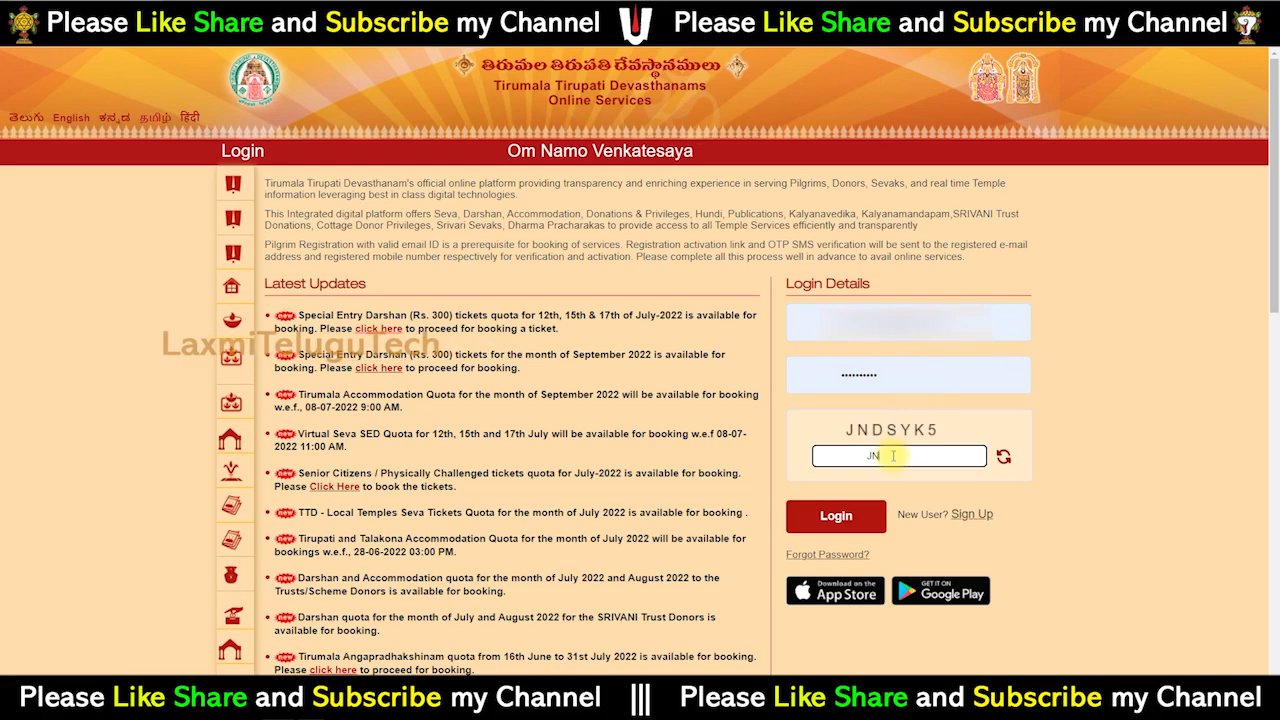 Please Like Share and Subscribe my Channel
Please Like Share and Subscribe my Channel
తిరుమల తిరుపతి దేవస్థానములు
Tirumala Tirupati Devasthanams
Online Services
తెలుగు English ಕನ್ನಡ தமிழ் हिंदी
Login
Om Namo Venkatesaya
Tirumala Tirupati Devasthanam's official online platform providing transparency and enriching experience in serving Pilgrims, Donors, Sevaks, and real time Temple
information leveraging best in class digital technologies.
This Integrated digital platform offers Seva, Darshan, Accommodation, Donations & Privileges, Hundi, Publications, Kalyanavedika, Kalyanamandapam,SRIVANI Trust
Donations, Cottage Donor Privileges, Srivari Sevaks, Dharma Pracharakas to provide access to all Temple Services efficiently and transparently
Pilgrim Registration with valid email ID is a prerequisite for booking of services. Registration activation link and OTP SMS verification will be sent to the registered e-mail
address and registered mobile number respectively for verification and activation. Please complete all this process well in advance to avail online services.
Latest Updates
new Special Entry Darshan (Rs. 300) tickets quota for 12th, 15th & 17th of July-2022 is available for
booking. Please click here to proceed for booking a ticket.
LaxmiTeluguTech
new Special Entry Darshan (Rs. 300) tickets for the month of September 2022 is available for
booking. Please click here to proceed for booking.
new Tirumala Accommodation Quota for the month of September 2022 will be available for booking
w.e.f., 08-07-2022 9:00 AM.
new Virtual Seva SED Quota for 12th, 15th and 17th July will be available for booking w.e.f 08-07-
2022 11:00 AM.
new Senior Citizens / Physically Challenged tickets quota for July-2022 is available for booking.
Please Click Here to book the tickets.
new TTD - Local Temples Seva Tickets Quota for the month of July 2022 is available for booking .
new Tirupati and Talakona Accommodation Quota for the month of July 2022 will be available for
bookings w.e.f., 28-06-2022 03:00 PM.
new Darshan and Accommodation quota for the month of July 2022 and August 2022 to the
Trusts/Scheme Donors is available for booking.
new Darshan quota for the month of July and August 2022 for the SRIVANI Trust Donors is
available for booking.
new Tirumala Angapradhakshinam quota from 16th June to 31st July 2022 is available for booking.
Please click here to proceed for booking.
Login Details
••••••••••
JNDSYK5
JN
Login
New User? Sign Up
Forgot Password?
Download on the
App Store
GET IT ON
Google Play
Please Like Share and Subscribe my Channel ||| Please Like Share and Subscribe my Channel